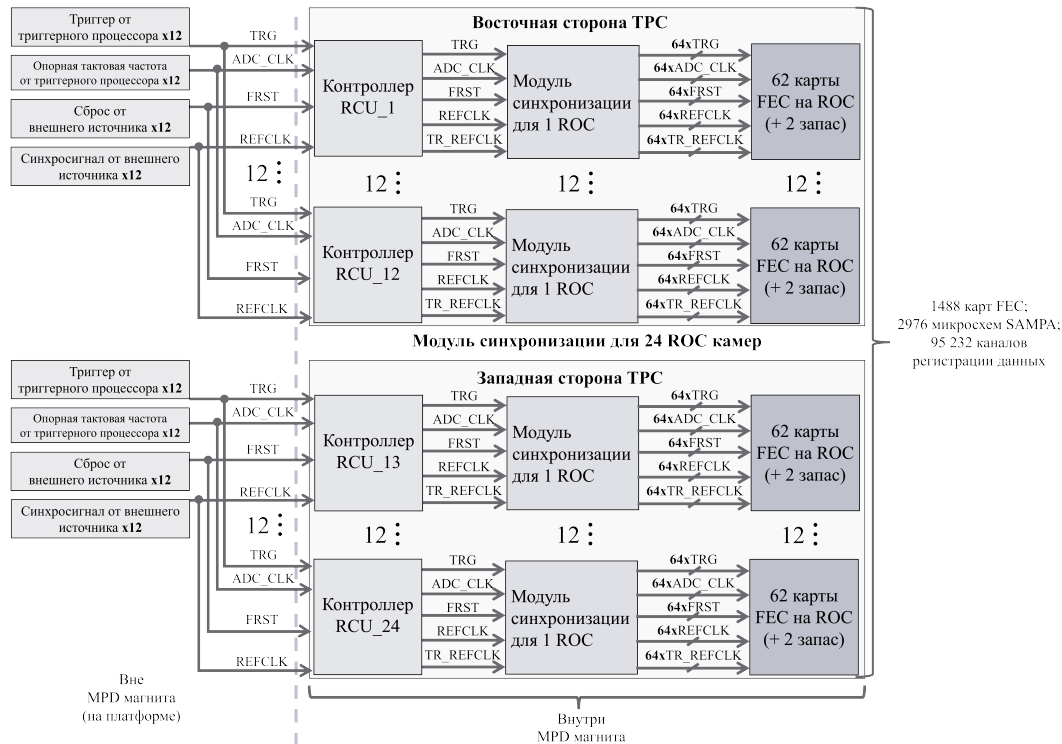 Восточная сторона TPC
Триггер от
триггерного процессора x12
Опорная тактовая частота
от триггерного процессора x12
Сброс от
внешнего источника x12
Синхросигнал от внешнего
источника x12
TRG
ADC_CLK
FRST
REFCLK
12
Контроллер
RCU_1
TRG
ADC_CLK
FRST
REFCLK
TR_REFCLK
Модуль
синхронизации
для 1 ROC
64xTRG
64xADC_CLK
64xFRST
64xREFCLK
64xTR_REFCLK
62 карты
FEC на ROC
(+ 2 запас)
12
12
12
TRG
ADC_CLK
FRST
REFCLK
Контроллер
RCU_12
TRG
ADC_CLK
FRST
REFCLK
TR_REFCLK
Модуль
синхронизации
для 1 ROC
64xTRG
64xADC_CLK
64xFRST
64xREFCLK
64xTR_REFCLK
62 карты
FEC на ROC
(+ 2 запас)
Модуль синхронизации для 24 ROC камер
1488 карт FEC;
2976 микросхем SAMPA;
95 232 каналов
регистрации данных
Западная сторона TPC
Триггер от
триггерного процессора x12
Опорная тактовая частота
от триггерного процессора x12
Сброс от
внешнего источника x12
Синхросигнал от внешнего
источника x12
TRG
ADC_CLK
FRST
REFCLK
12
Контроллер
RCU_13
TRG
ADC_CLK
FRST
REFCLK
TR_REFCLK
Модуль
синхронизации
для 1 ROC
64xTRG
64xADC_CLK
64xFRST
64xREFCLK
64xTR_REFCLK
62 карты
FEC на ROC
(+ 2 запас)
12
12
12
TRG
ADC_CLK
FRST
REFCLK
Контроллер
RCU_24
TRG
ADC_CLK
FRST
REFCLK
TR_REFCLK
Модуль
синхронизации
для 1 ROC
64xTRG
64xADC_CLK
64xFRST
64xREFCLK
64xTR_REFCLK
62 карты
FEC на ROC
(+ 2 запас)
Вне
MPD магнита
(на платформе)
Внутри
MPD магнита